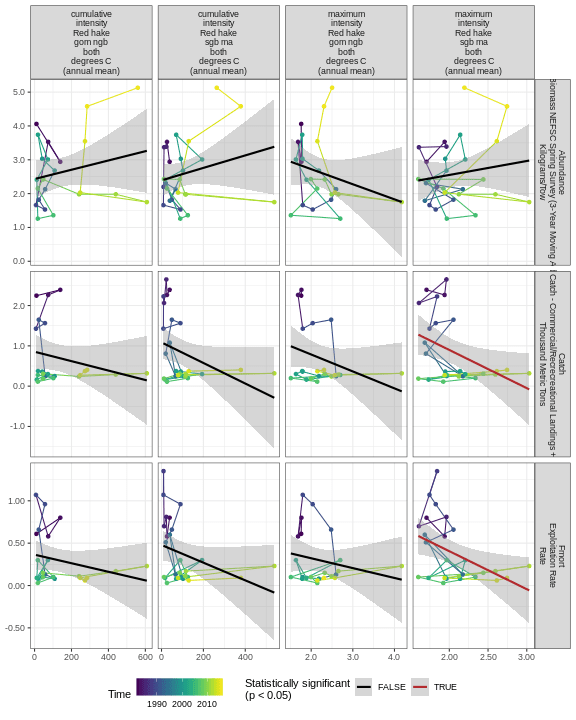 cumulative
intensity
Red hake
gom ngb
both
degrees C
(annual mean)
cumulative
intensity
Red hake
sgb ma
both
degrees C
(annual mean)
maximum
intensity
Red hake
gom ngb
both
degrees C
(annual mean)
maximum
intensity
Red hake
sgb ma
both
degrees C
(annual mean)
5.0
4.0
3.0
2.0
1.0
0.0
Abundance
Biomass NEFSC Spring Survey (3-Year Moving A
Kilograms/Tow
2.0
1.0
0.0
-1.0
Catch
Catch - Commercial/Recreational Landings +
Thousand Metric Tons
1.00
0.50
0.00
-0.50
Fmort
Exploitation Rate
Rate
0 200 400 600
0 200 400
2.0 3.0 4.0
2.00 2.50 3.00
Time
1990 2000 2010
Statistically significant
(p < 0.05)
FALSE
TRUE